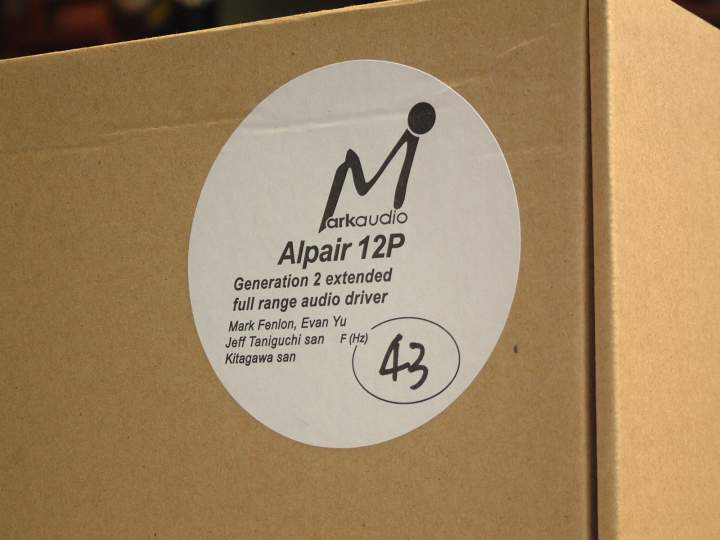 Markaudio
Alpair 12P
Generation 2 extended
full range audio driver
Mark Fenlon, Evan Yu
Jeff Taniguchi san F (Hz)
Kitagawa san
43